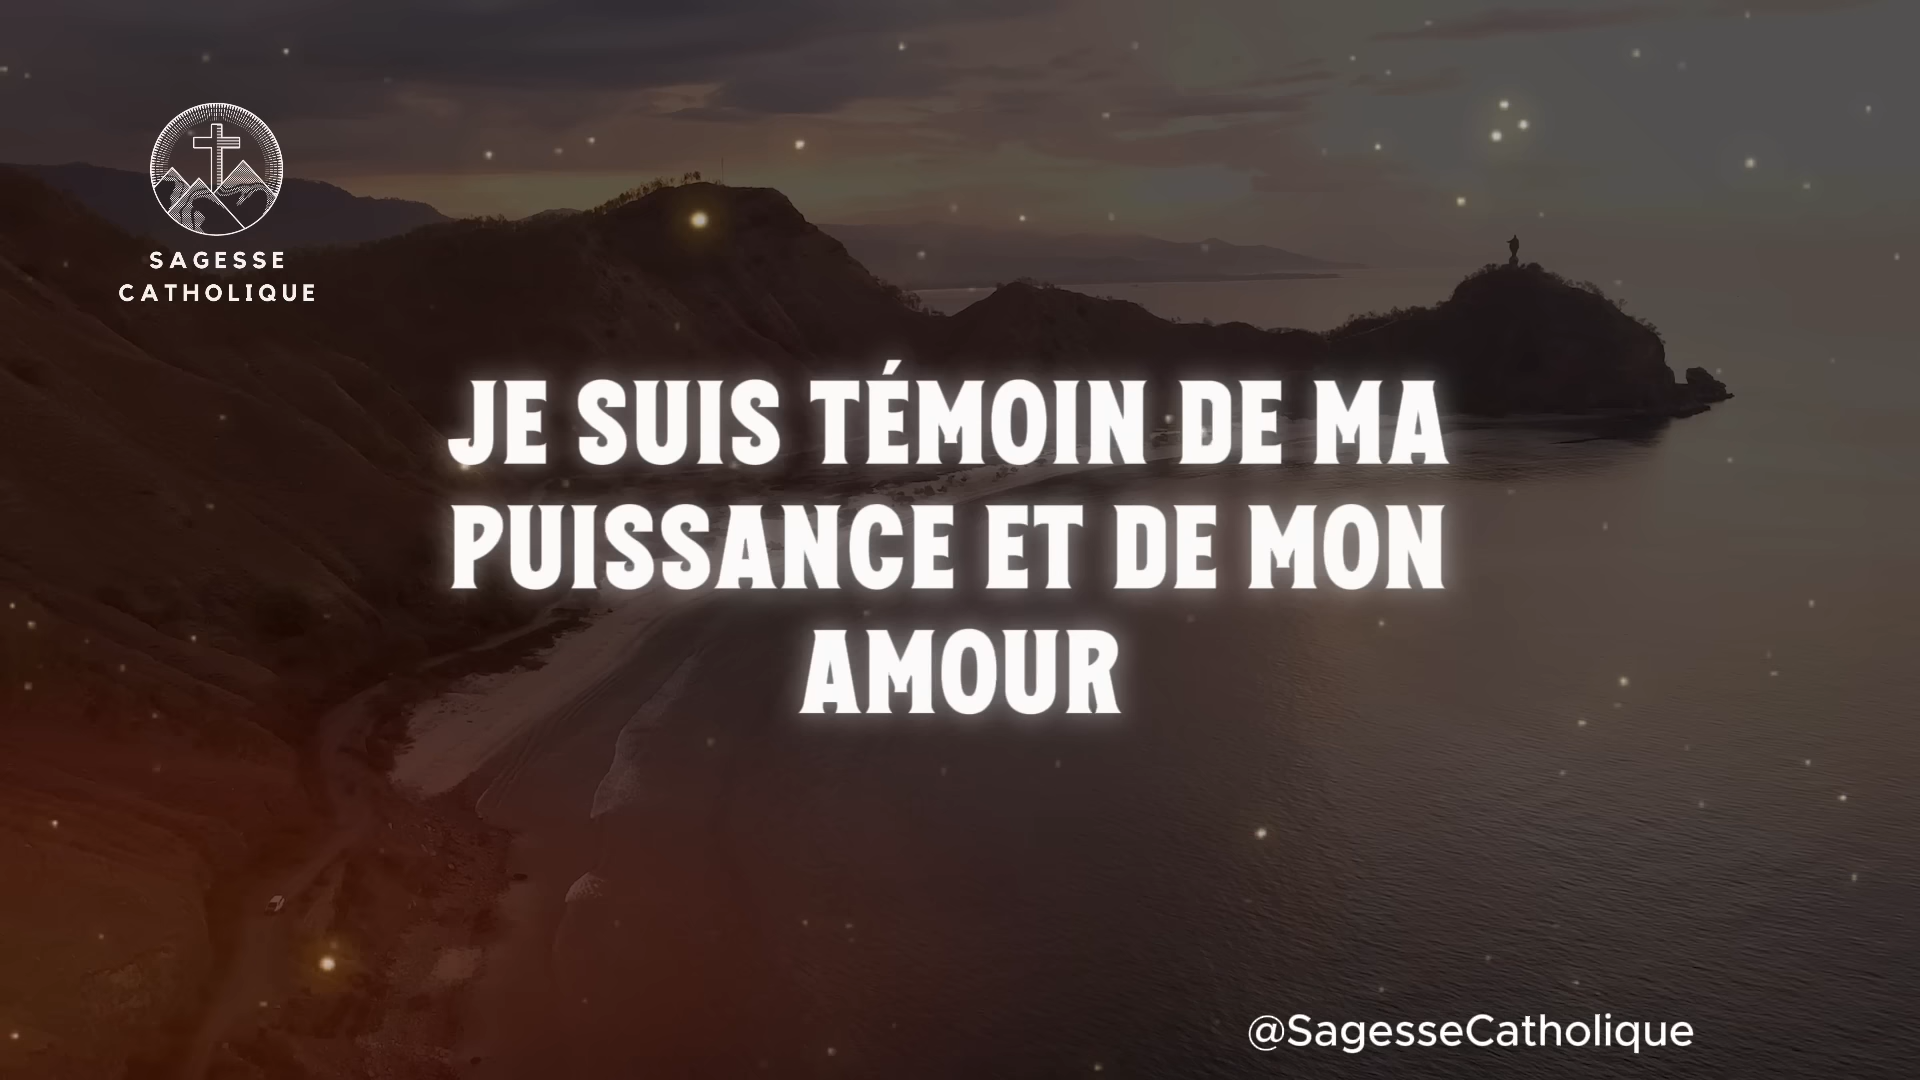 SAGESSE
CATHOLIQUE
JE SUIS TÉMOIN DE MA
PUISSANCE ET DE MON
AMOUR
@SagesseCatholique